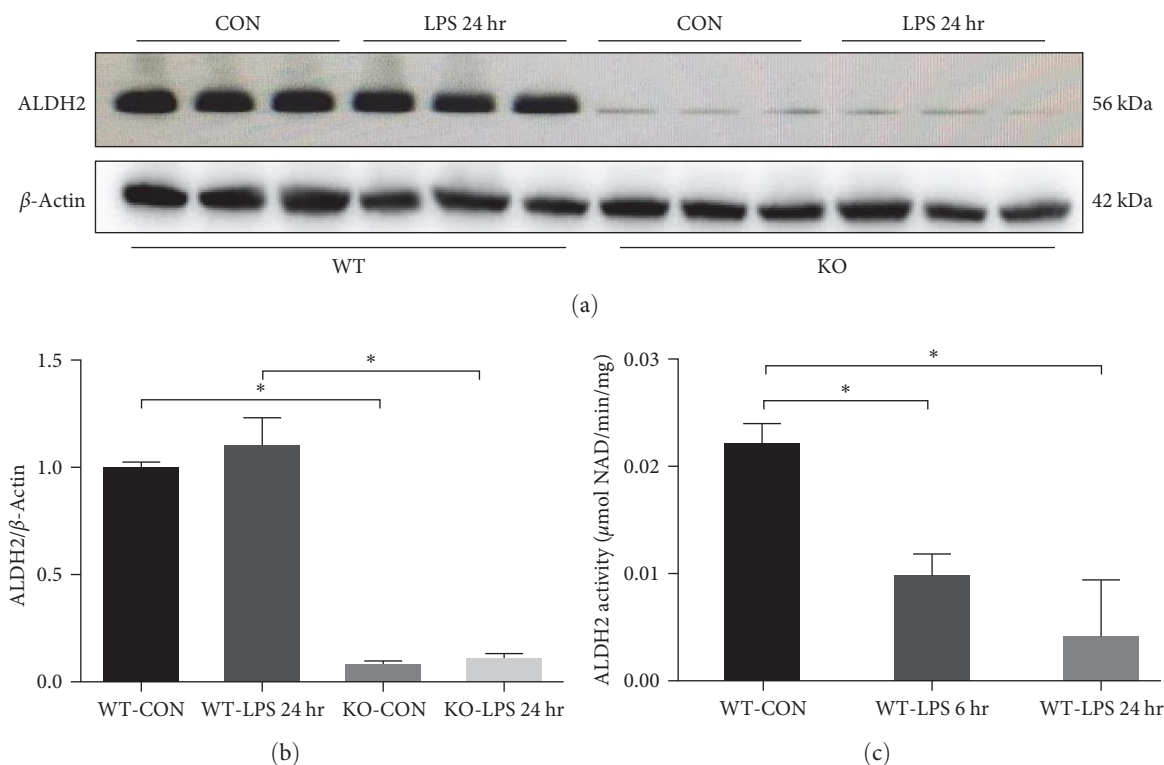 CON LPS 24 hr CON LPS 24 hr
ALDH2 56 kDa
β-Actin 42 kDa
WT KO
(a)
ALDH2/β-Actin
1.5
1.0
0.5
0.0
*
*
WT-CON WT-LPS 24 hr KO-CON KO-LPS 24 hr
(b)
ALDH2 activity (μmol NAD/min/mg)
0.03
0.02
0.01
0.00
*
*
WT-CON WT-LPS 6 hr WT-LPS 24 hr
(c)